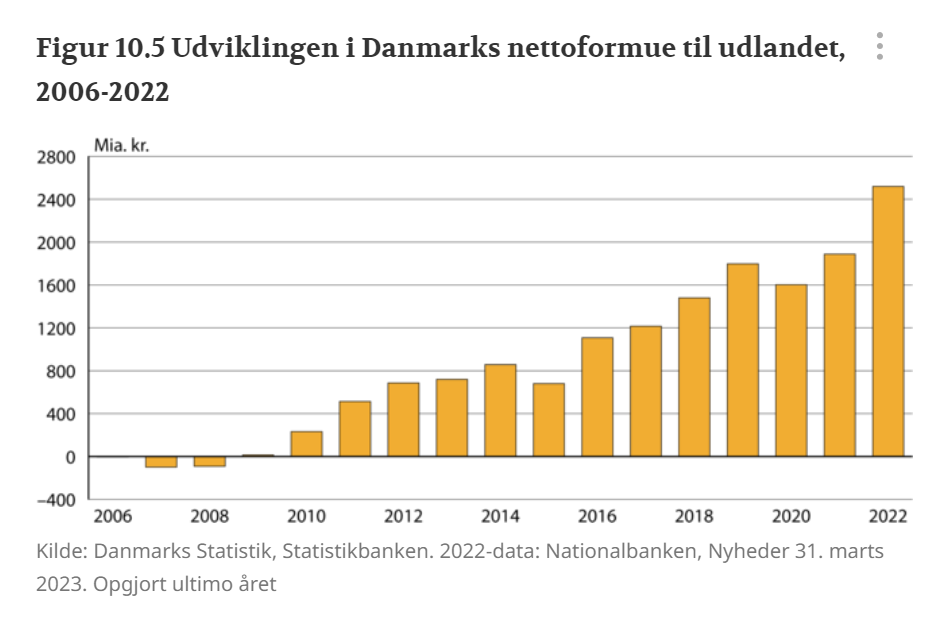 Figur 10.5 Udviklingen i Danmarks nettoformue til udlandet,
2006-2022
Mia. kr.
2800
2400
2000
1600
1200
800
400
0
–400
2006 2008 2010 2012 2014 2016 2018 2020 2022
Kilde: Danmarks Statistik, Statistikbanken. 2022-data: Nationalbanken, Nyheder 31. marts
2023. Opgjort ultimo året